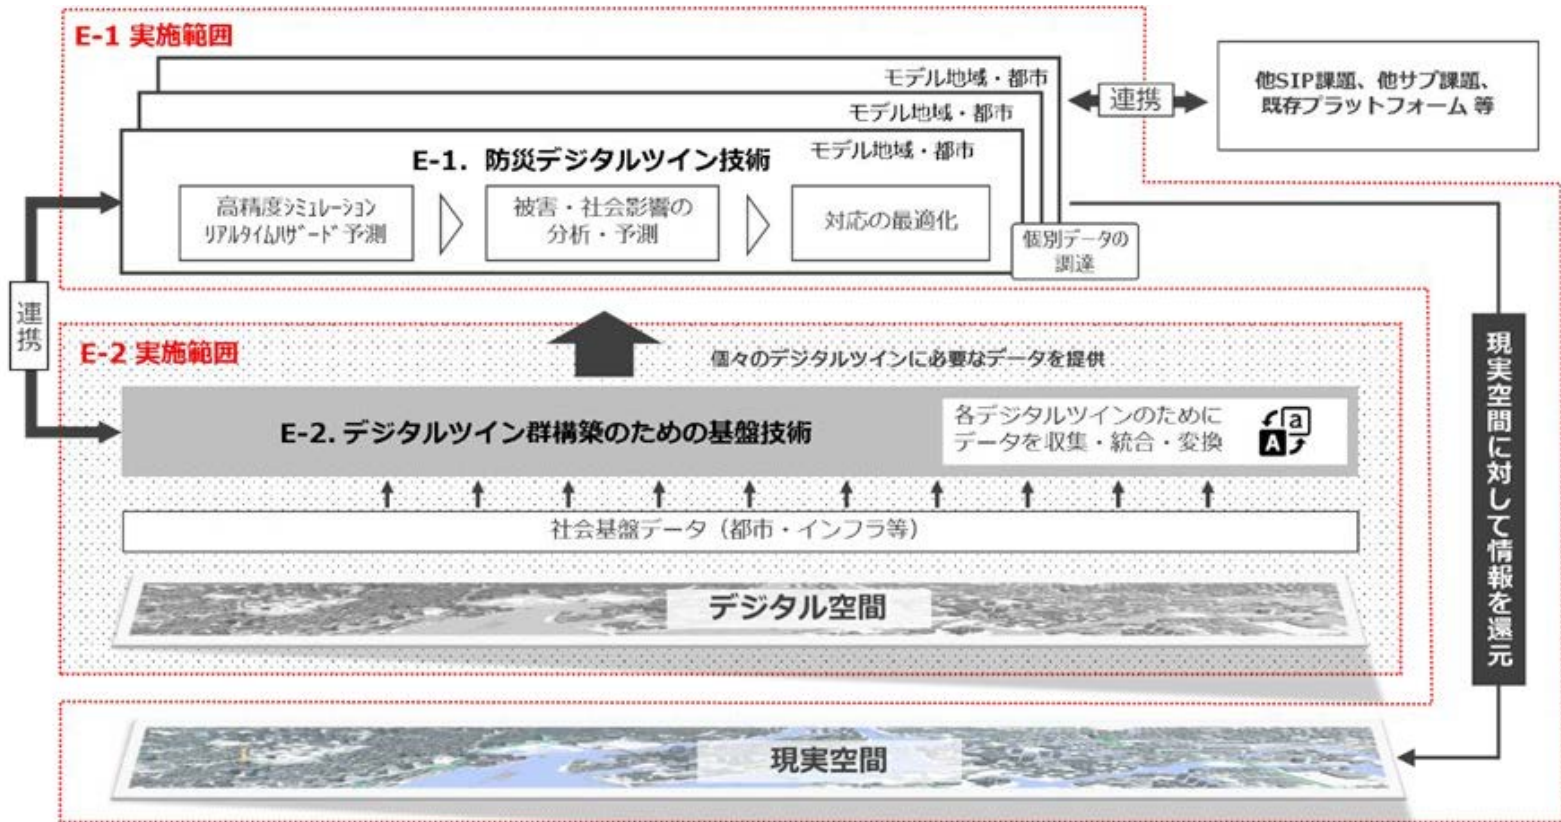 E-1 実施範囲
モデル地域・都市
モデル地域・都市
モデル地域・都市
E-1. 防災デジタルツイン技術
高精度ｼﾐｭﾚｰｼｮﾝ
ﾘｱﾙﾀｲﾑﾊｻﾞｰﾄﾞ予測
被害・社会影響の
分析・予測
対応の最適化
個別データの
調達
連携
他SIP課題、他サブ課題、
既存プラットフォーム 等
連携
E-2 実施範囲
個々のデジタルツインに必要なデータを提供
E-2. デジタルツイン群構築のための基盤技術
各デジタルツインのために
データを収集・統合・変換
a
A
社会基盤データ（都市・インフラ等）
デジタル空間
現実空間に対して情報を還元
現実空間